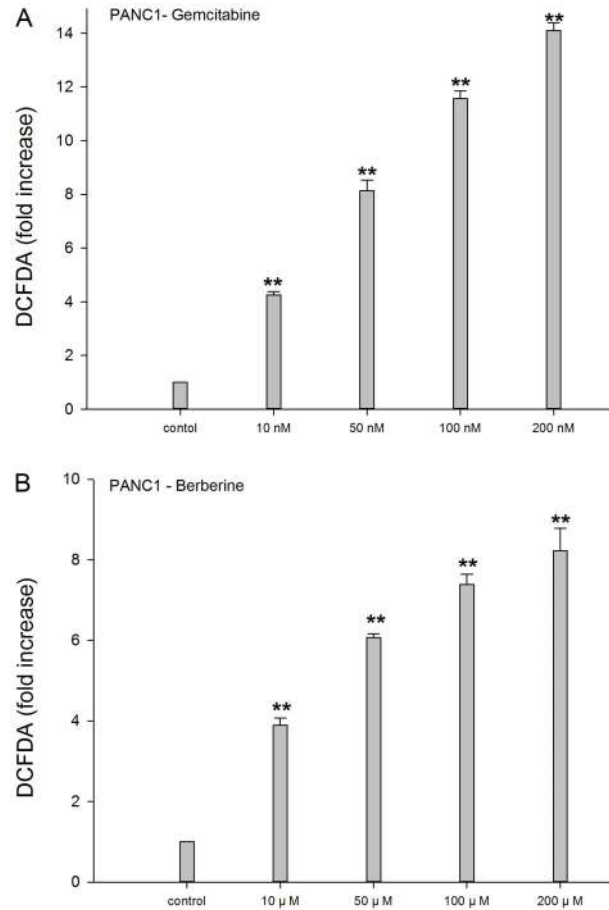 A
PANC1- Gemcitabine
DCFDA (fold increase)
14
12
10
8
6
4
2
0
**
**
**
**
contol
10 nM
50 nM
100 nM
200 nM
B
PANC1 - Berberine
DCFDA (fold increase)
10
8
6
4
2
0
**
**
**
**
control
10 µ M
50 µ M
100 µ M
200 µ M